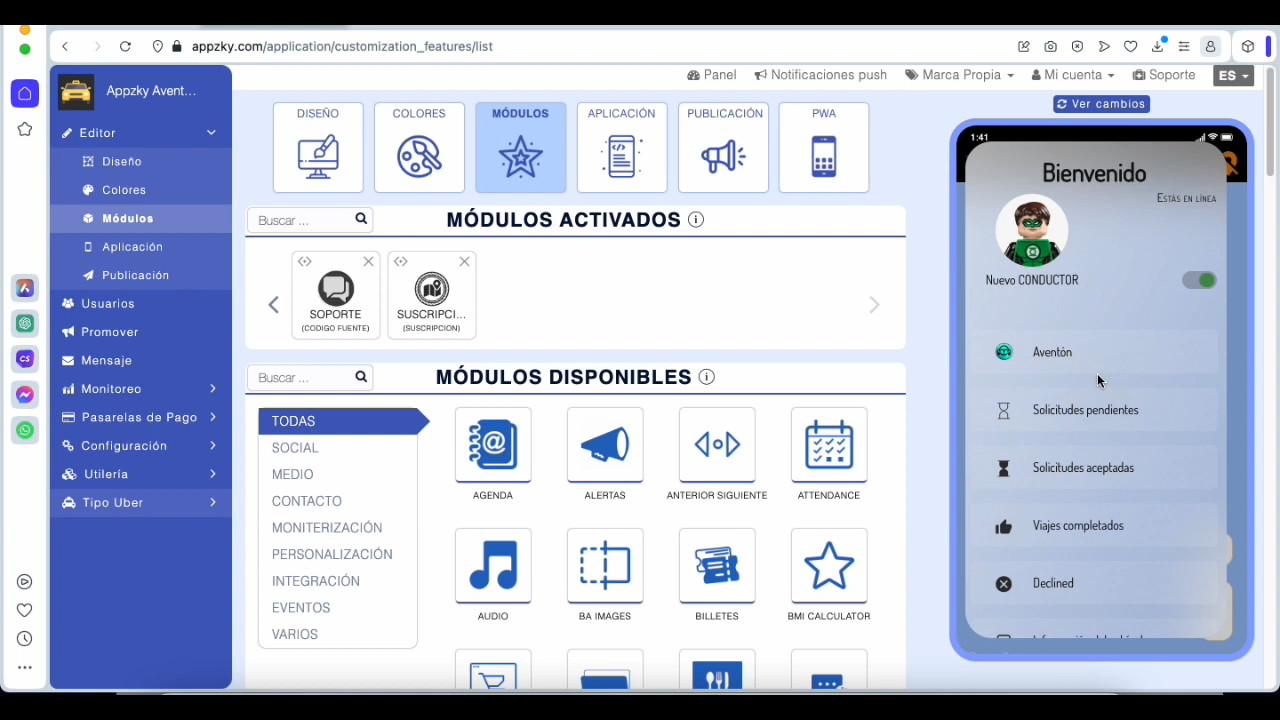 appzky.com/application/customization_features/list
Appzky Avent...
Panel
Notificaciones push
Marca Propia
Mi cuenta
Soporte
ES
Editor
Diseño
Colores
Módulos
Aplicación
Publicación
Usuarios
Promover
Mensaje
Monitoreo
Pasarelas de Pago
Configuración
Utilería
Tipo Uber
DISEÑO
COLORES
MÓDULOS
APLICACIÓN
PUBLICACIÓN
PWA
Buscar ...
MÓDULOS ACTIVADOS
SOPORTE
(CODIGO FUENTE)
SUSCRIPCI...
(SUSCRIPCION)
Buscar ...
MÓDULOS DISPONIBLES
TODAS
SOCIAL
MEDIO
CONTACTO
MONITERIZACIÓN
PERSONALIZACIÓN
INTEGRACIÓN
EVENTOS
VARIOS
AGENDA
ALERTAS
ANTERIOR SIGUIENTE
ATTENDANCE
AUDIO
BA IMAGES
BILLETES
BMI CALCULATOR
Ver cambios
1:41
Bienvenido
Estás en línea
Nuevo CONDUCTOR
Aventón
Solicitudes pendientes
Solicitudes aceptadas
Viajes completados
Declined